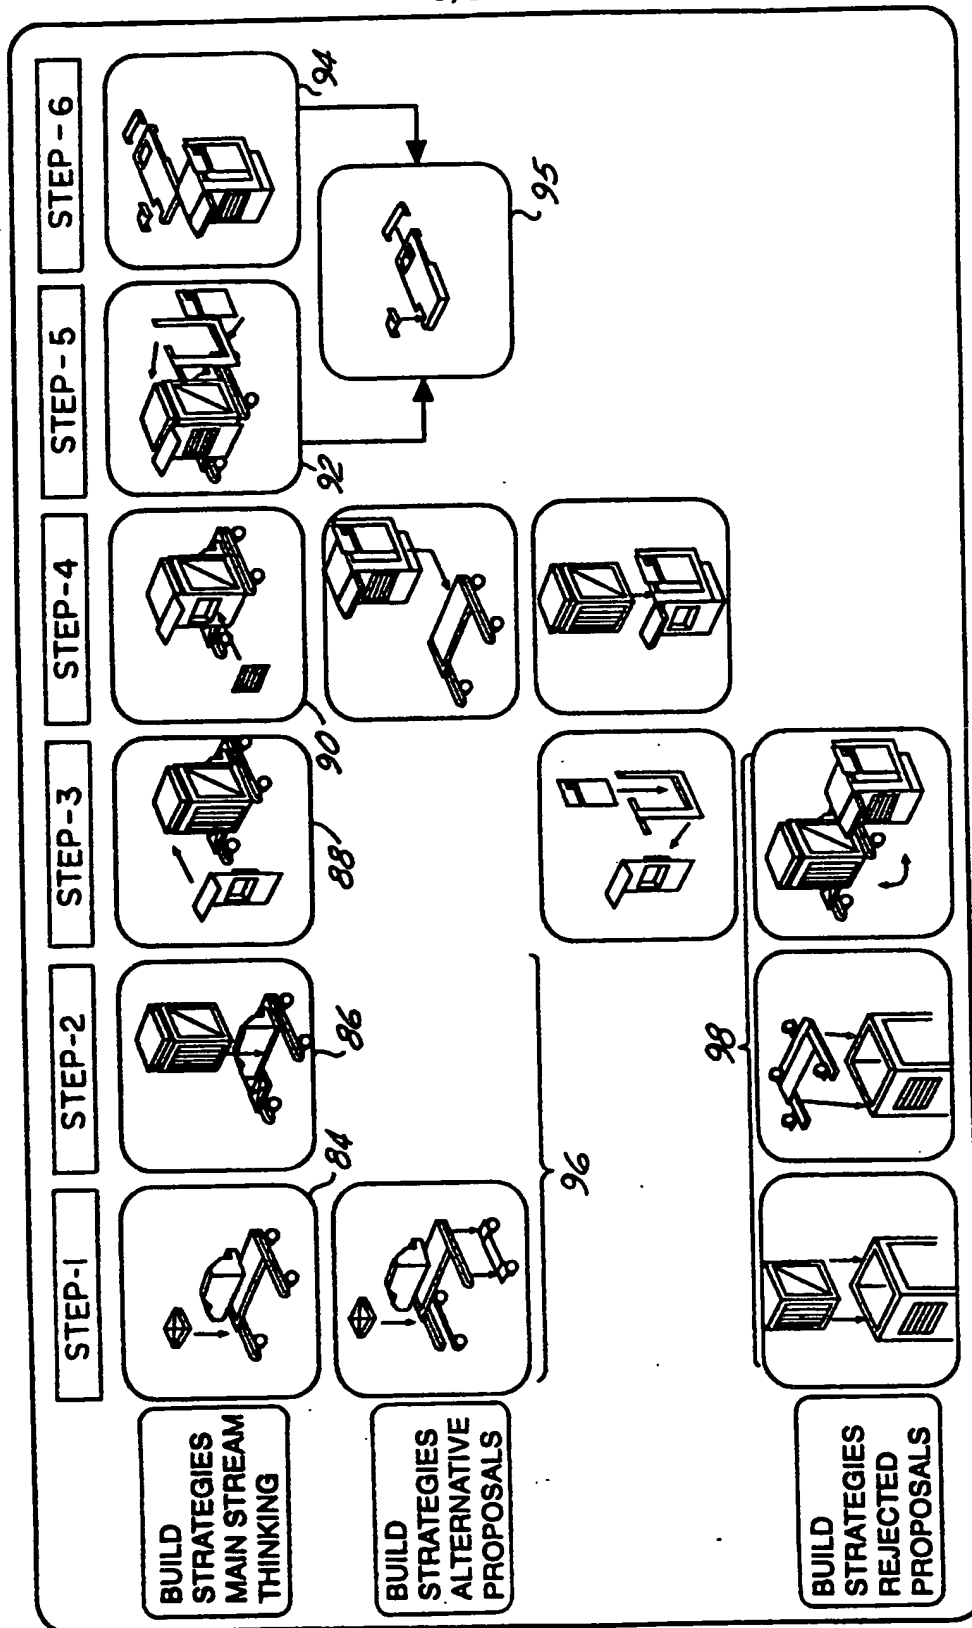 STEP-1
STEP-2
STEP-3
STEP-4
STEP-5
STEP-6
BUILD
STRATEGIES
MAIN STREAM
THINKING
84
86
88
90
92
94
95
BUILD
STRATEGIES
ALTERNATIVE
PROPOSALS
96
98
BUILD
STRATEGIES
REJECTED
PROPOSALS